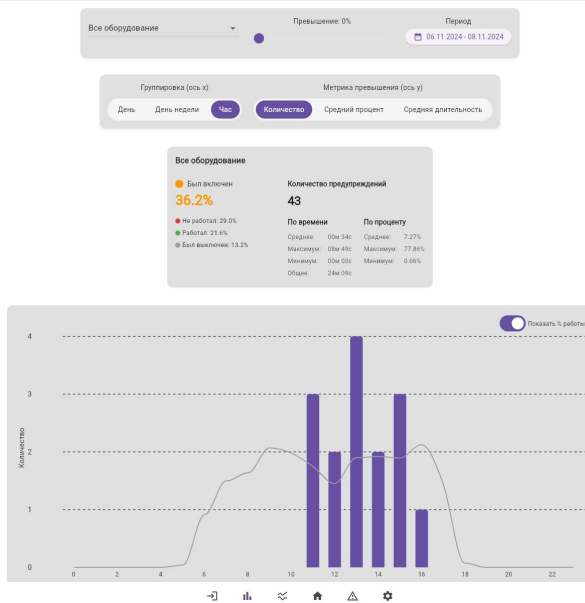 Все оборудование
Превышение: 0%
Период
06.11.2024 - 08.11.2024
Группировка (ось x)
Метрика превышения (ось y)
День День недели Час
Количество Средний процент Средняя длительность
Все оборудование
Был включен
36.2%
Не работал: 29.0%
Работал: 21.6%
Был выключен: 13.2%
Количество предупреждений
43
По времени
Среднее: 00м 34с
Максимум: 08м 49с
Минимум: 00м 00с
Общее: 24м 09с
По проценту
Среднее: 7.27%
Максимум: 77.86%
Минимум: 0.06%
Показать % работы
Количество
4
3
2
1
0
0 2 4 6 8 10 12 14 16 18 20 22